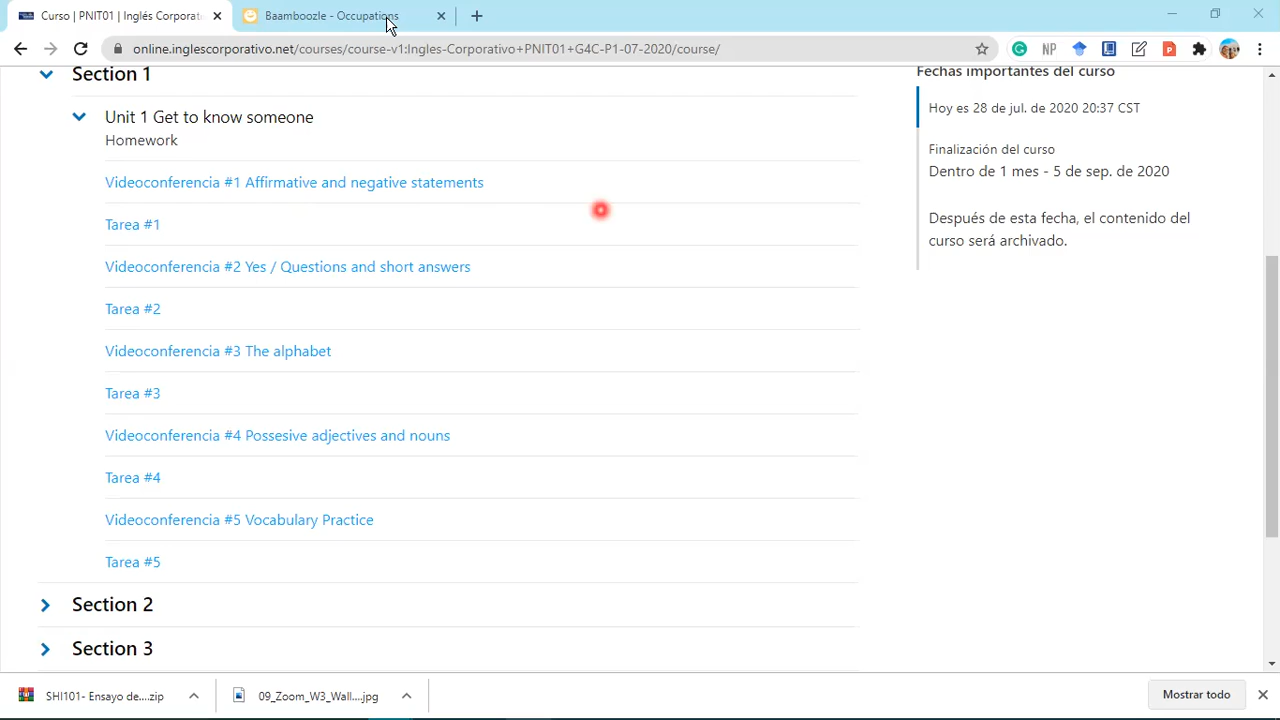 Curso | PNIT01 | Inglés Corporat
Baamboozle - Occupations
online.inglescorporativo.net/courses/course-v1:Ingles-Corporativo+PNIT01+G4C-P1-07-2020/course/
NP
Section 1
Unit 1 Get to know someone
Homework
Videoconferencia #1 Affirmative and negative statements
Tarea #1
Videoconferencia #2 Yes / Questions and short answers
Tarea #2
Videoconferencia #3 The alphabet
Tarea #3
Videoconferencia #4 Possesive adjectives and nouns
Tarea #4
Videoconferencia #5 Vocabulary Practice
Tarea #5
Section 2
Section 3
Fechas importantes del curso
Hoy es 28 de jul. de 2020 20:37 CST
Finalización del curso
Dentro de 1 mes - 5 de sep. de 2020
Después de esta fecha, el contenido del
curso será archivado.
SHI101- Ensayo de....zip
09_Zoom_W3_Wall....jpg
Mostrar todo